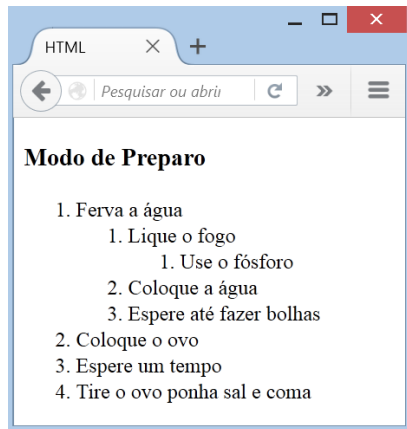 HTML
Pesquisar ou abrir
Modo de Preparo
1. Ferva a água
1. Lique o fogo
1. Use o fósforo
2. Coloque a água
3. Espere até fazer bolhas
2. Coloque o ovo
3. Espere um tempo
4. Tire o ovo ponha sal e coma